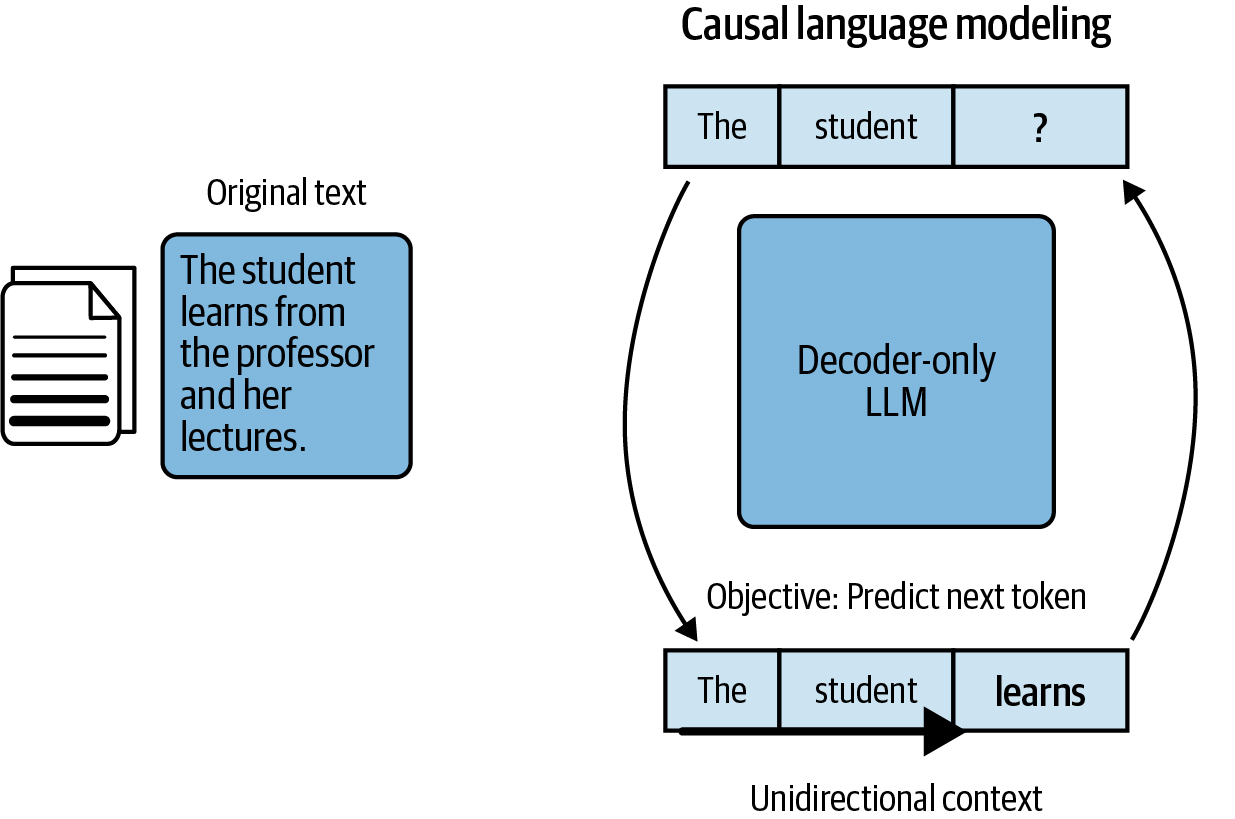 Causal language modeling
The student ?
Original text
The student
learns from
the professor
and her
lectures.
Decoder-only
LLM
Objective: Predict next token
The student learns
Unidirectional context